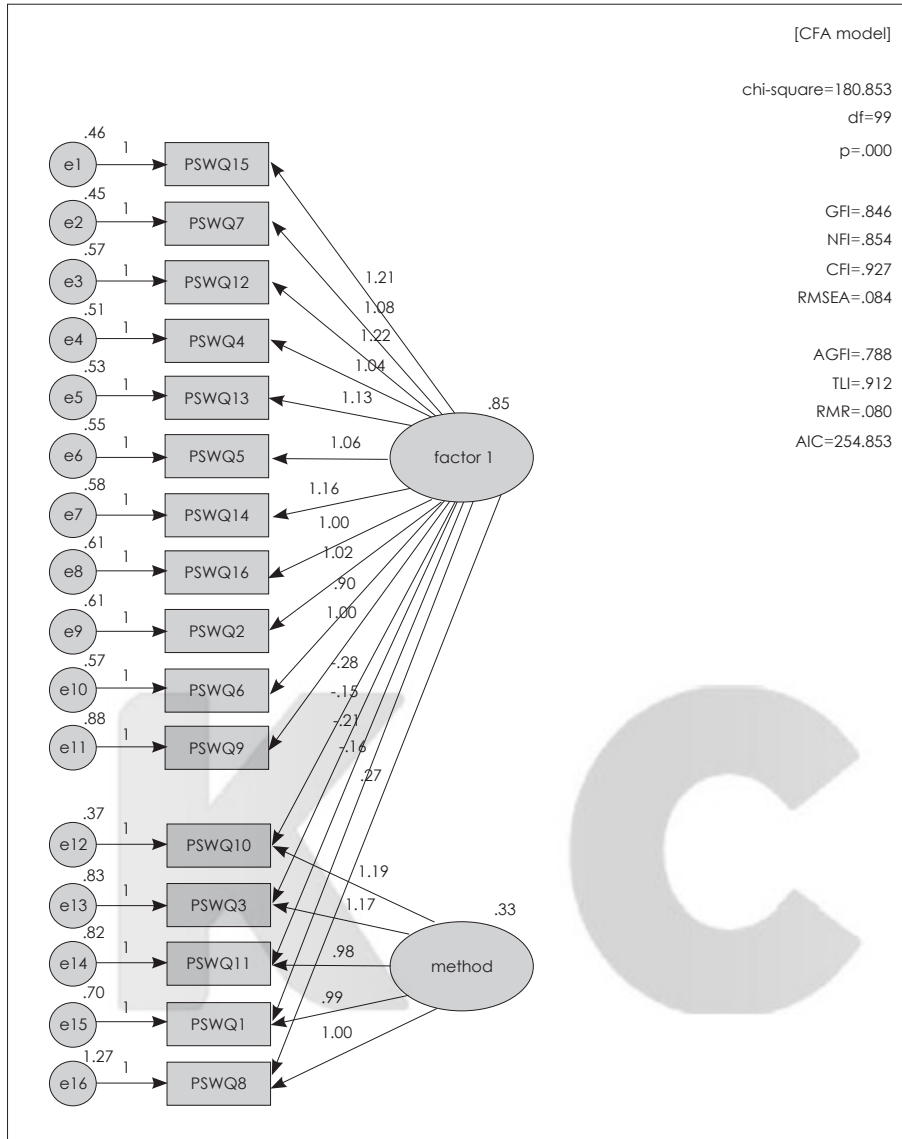 [CFA model]
chi-square=180.853
df=99
p=.000
GFI=.846
NFI=.854
CFI=.927
RMSEA=.084
AGFI=.788
TLI=.912
RMR=.080
AIC=254.853
.46
e1 1 PSWQ15
.45
e2 1 PSWQ7
.57
e3 1 PSWQ12
.51
e4 1 PSWQ4
.53
e5 1 PSWQ13
.55
e6 1 PSWQ5
.58
e7 1 PSWQ14
.61
e8 1 PSWQ16
.61
e9 1 PSWQ2
.57
e10 1 PSWQ6
.88
e11 1 PSWQ9
.37
e12 1 PSWQ10
.83
e13 1 PSWQ3
.82
e14 1 PSWQ11
.70
e15 1 PSWQ1
1.27
e16 1 PSWQ8
1.21
1.08
1.22
1.04
1.13
1.06
1.16
1.00
1.02
.90
1.00
-.28
-.15
-.21
-.16
.27
.85
factor 1
1.19
1.17
.98
.99
1.00
.33
method
K C